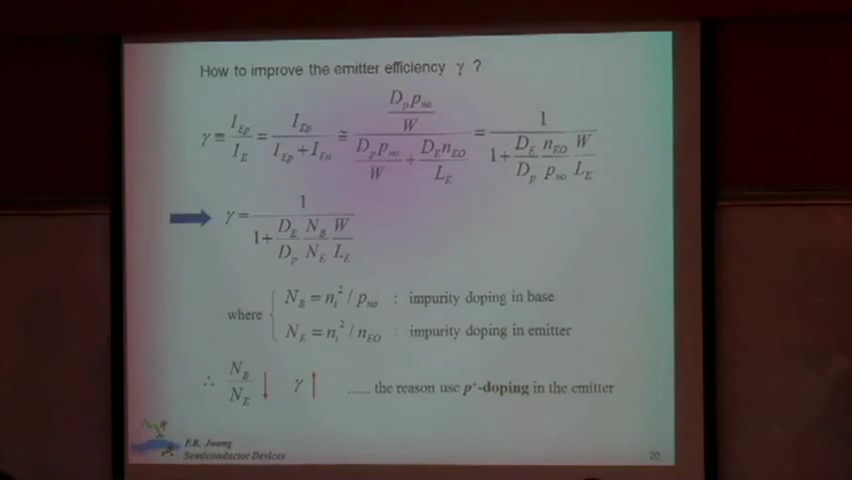 How to improve the emitter efficiency γ ?
γ ≡ I_Ep / I_E = I_Ep / (I_Ep + I_En) ≅ (D_p p_no / W) / (D_p p_no / W + D_E n_EO / L_E) = 1 / (1 + (D_E / D_p) (n_EO / p_no) (W / L_E))
γ = 1 / (1 + (D_E / D_p) (N_B / N_E) (W / L_E))
where
N_B = n_i² / p_no : impurity doping in base
N_E = n_i² / n_EO : impurity doping in emitter
∴ N_B / N_E ↓ γ ↑ ...... the reason use p⁺-doping in the emitter
F.R. Juang
Semiconductor Devices
20